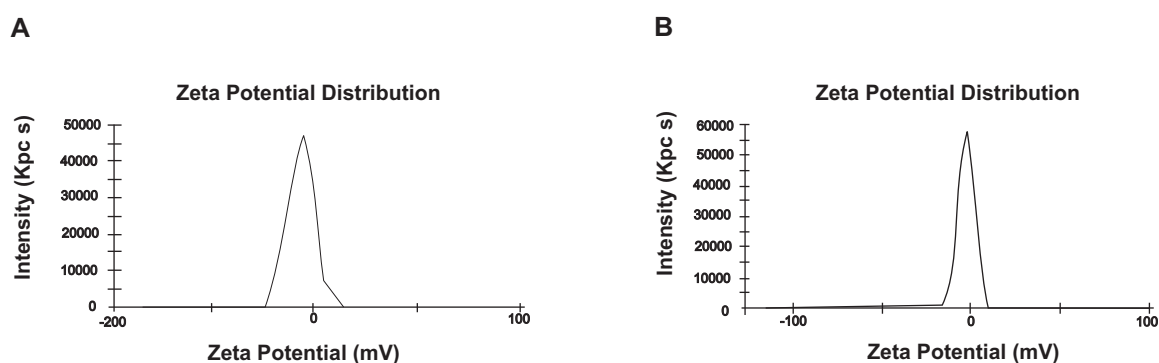 A
Zeta Potential Distribution
Intensity (Kpc s)
50000
40000
30000
20000
10000
0
-200
0
100
Zeta Potential (mV)
B
Zeta Potential Distribution
Intensity (Kpc s)
60000
50000
40000
30000
20000
10000
0
-100
0
100
Zeta Potential (mV)